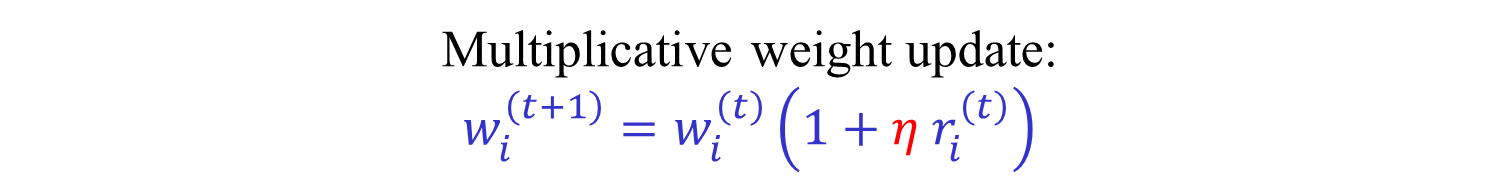 Multiplicative weight update:
w_i^{(t+1)} = w_i^{(t)} (1 + η r_i^{(t)})